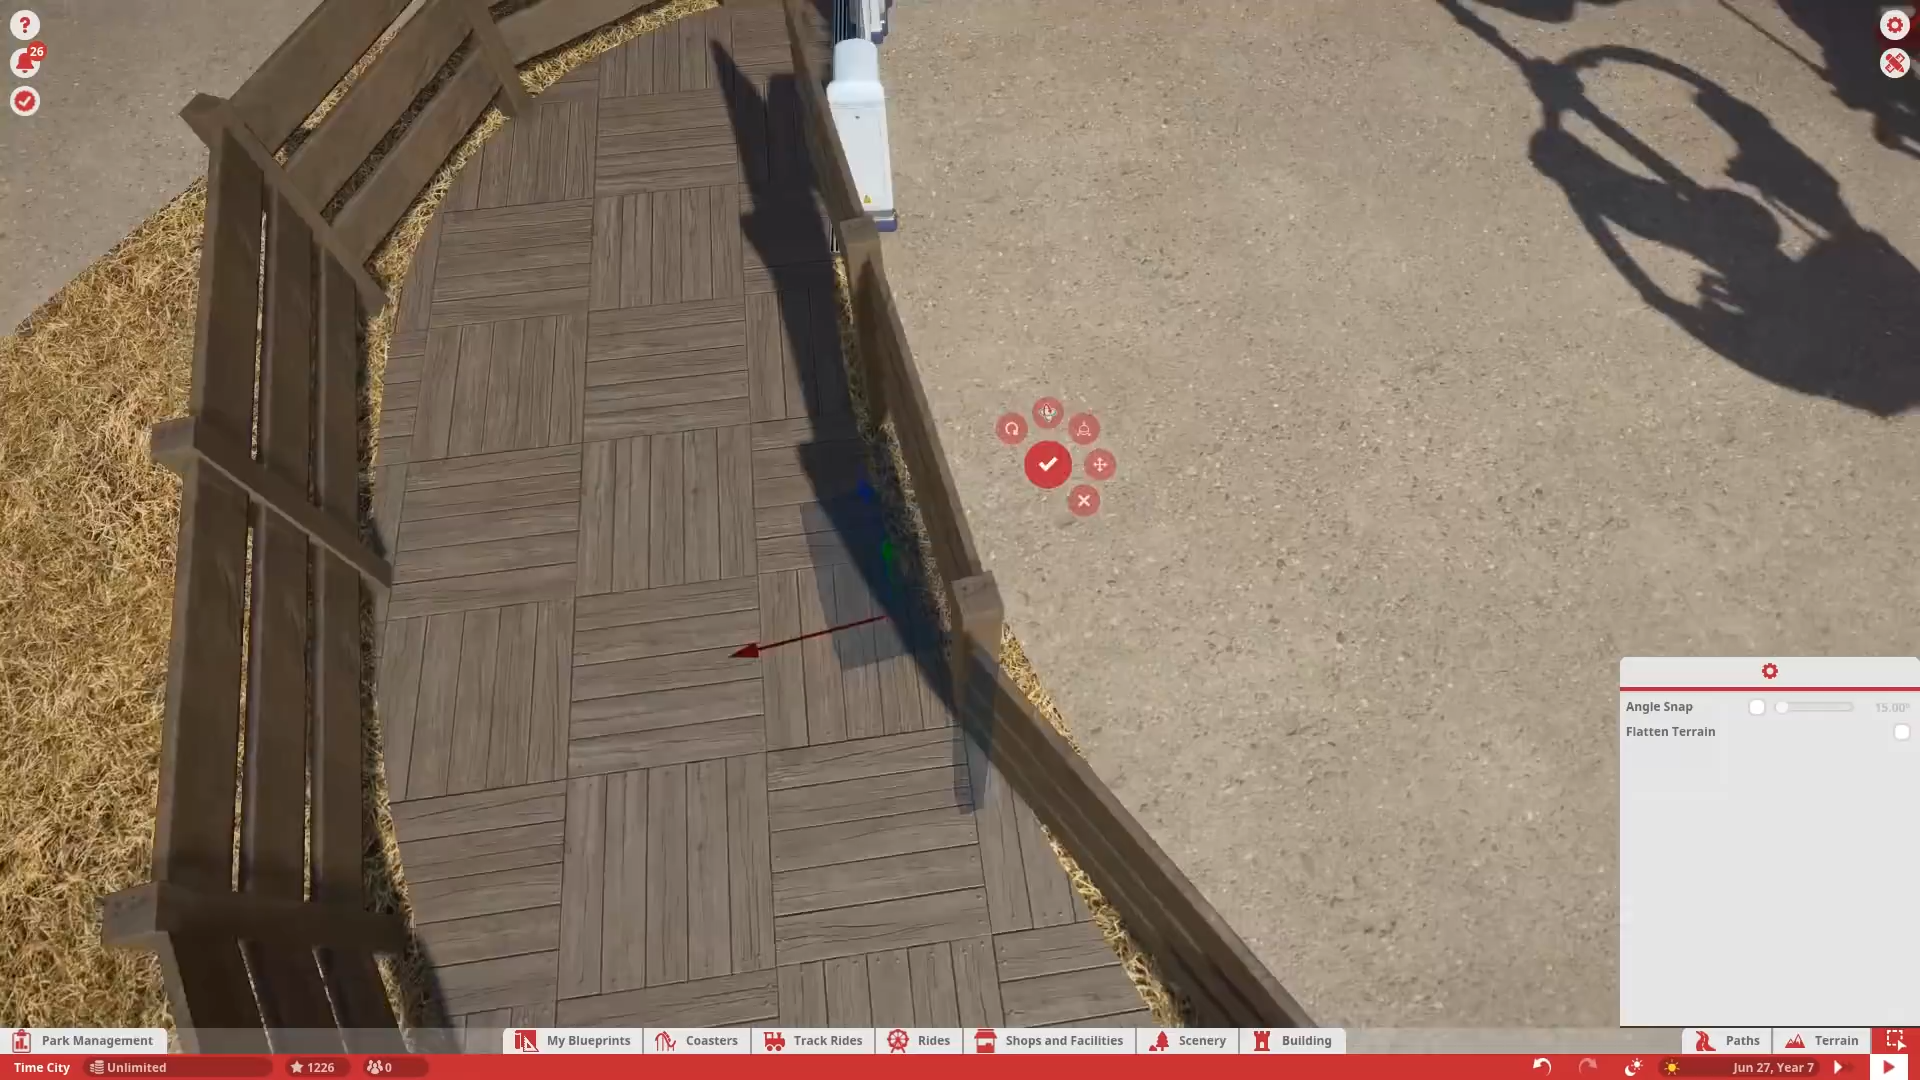 ?
26
Angle Snap 15.00°
Flatten Terrain
Park Management My Blueprints Coasters Track Rides Rides Shops and Facilities Scenery Building Paths Terrain
Time City Unlimited 1226 0 Jun 27, Year 7